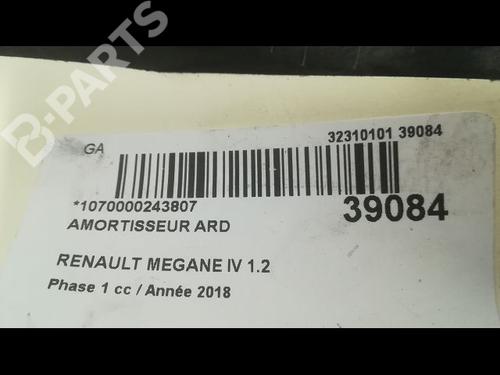 B-PARTS
GA
32310101 39084
*1070000243807
39084
AMORTISSEUR ARD
RENAULT MEGANE IV 1.2
Phase 1 cc / Année 2018